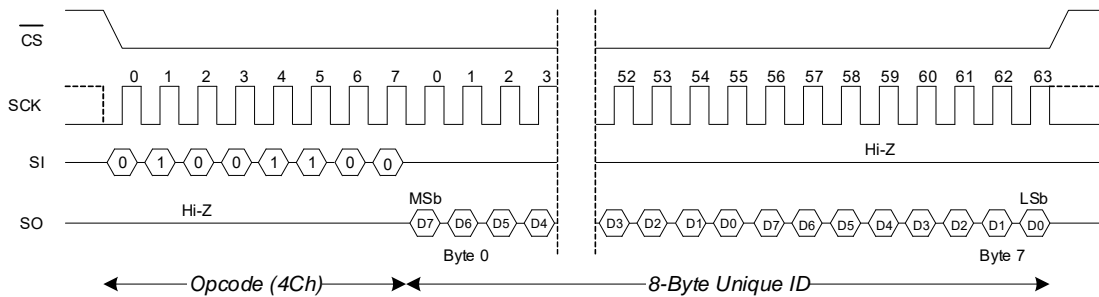 CS
0 1 2 3 4 5 6 7 0 1 2 3 52 53 54 55 56 57 58 59 60 61 62 63
SCK
Hi-Z
SI 0 1 0 0 1 1 0 0
Hi-Z MSb LSb
SO D7 D6 D5 D4 D3 D2 D1 D0 D7 D6 D5 D4 D3 D2 D1 D0
Byte 0 Byte 7
Opcode (4Ch) 8-Byte Unique ID